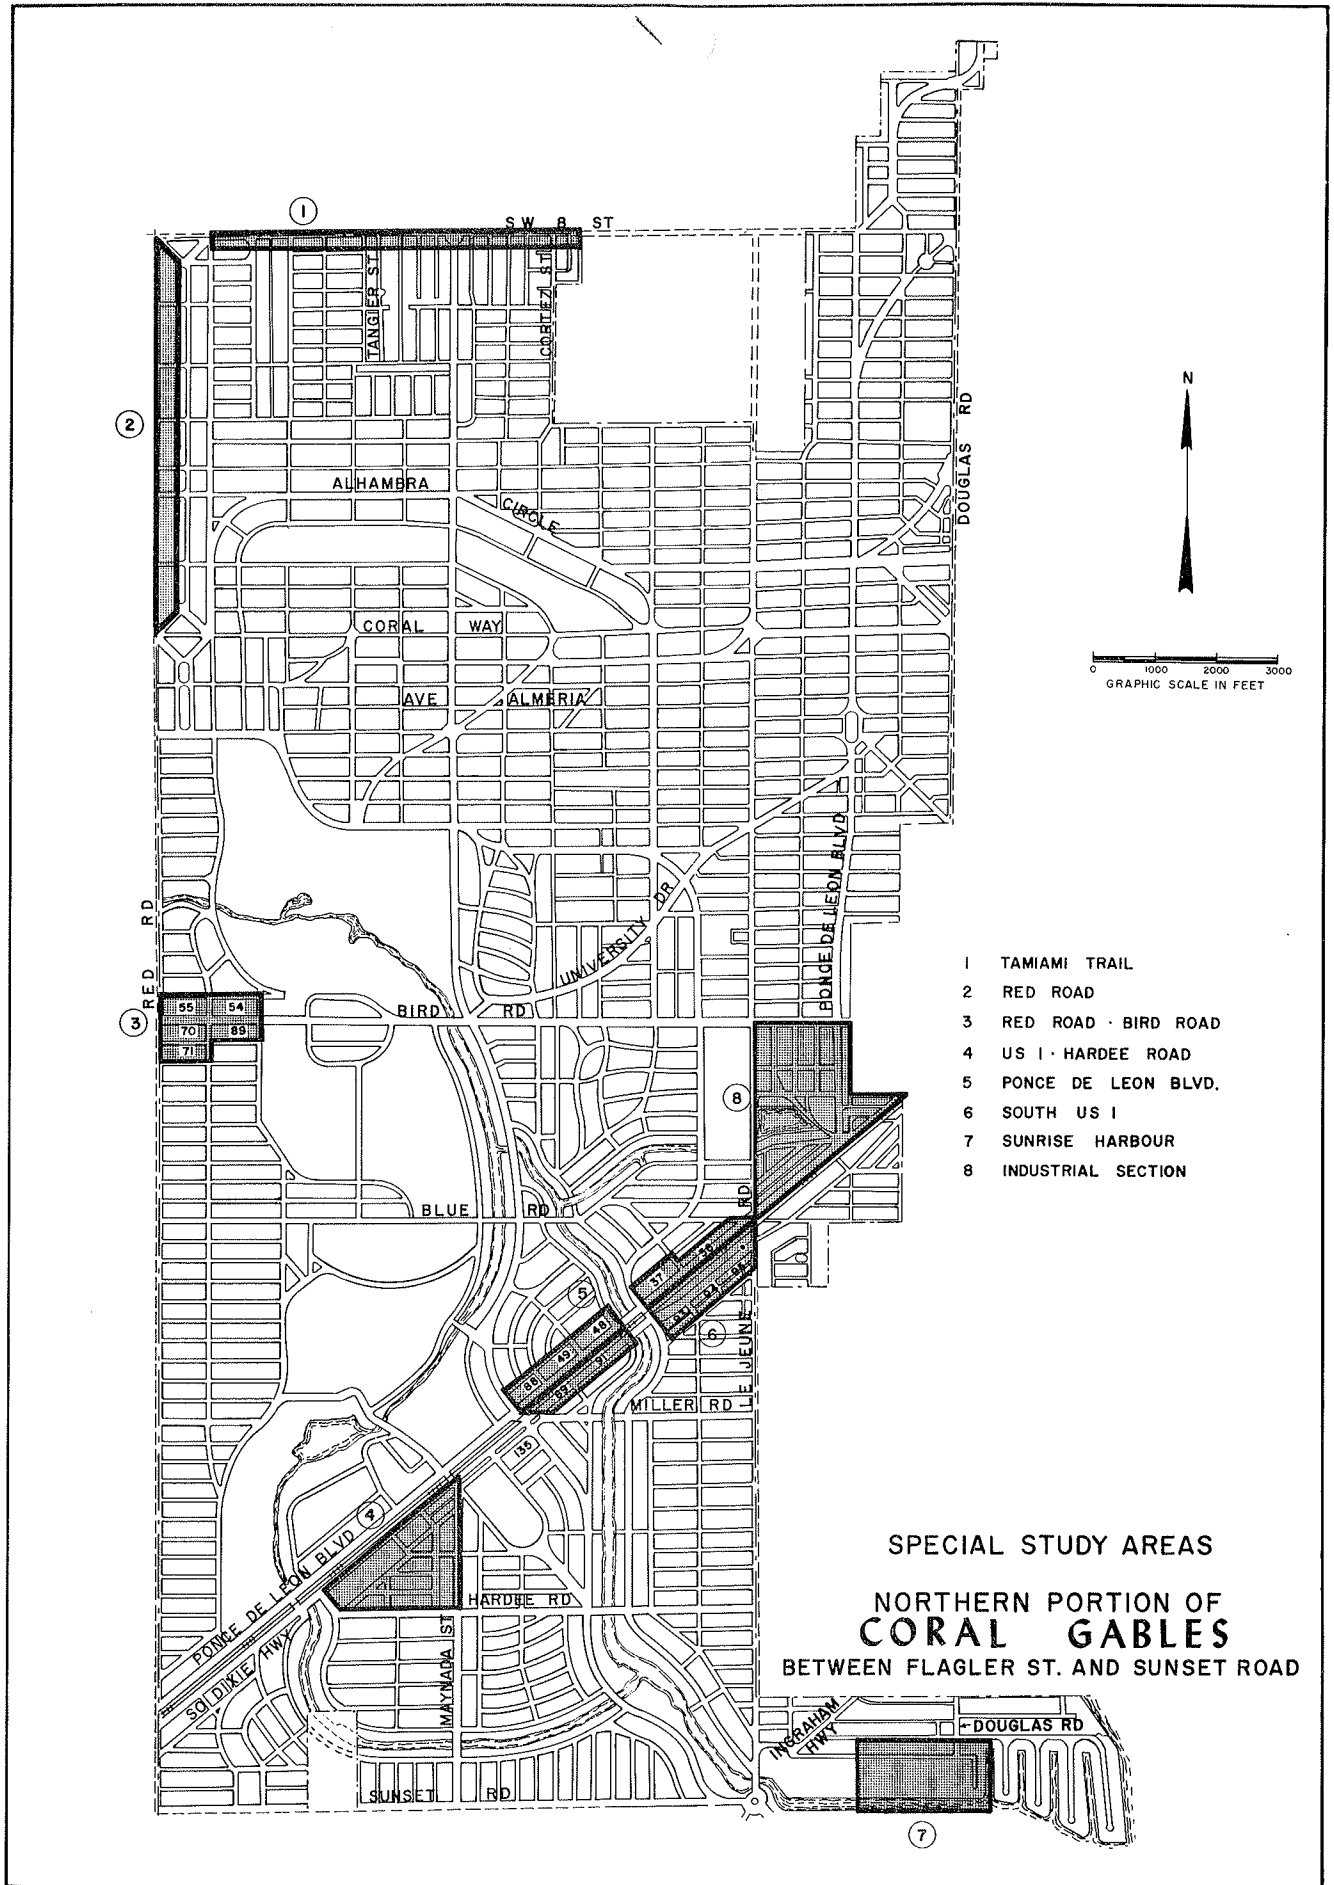 1
SW 8 ST
TANGIER ST
CORTEZ ST
2
DOUGLAS RD
N
ALHAMBRA
CIRCLE
CORAL WAY
0 1000 2000 3000
GRAPHIC SCALE IN FEET
AVE ALMERIA
PONCE DE LEON BLVD
UNIVERSITY DR
RED RD
55 54
BIRD RD
3
70 89
71
1 TAMIAMI TRAIL
2 RED ROAD
3 RED ROAD · BIRD ROAD
4 US 1 · HARDEE ROAD
5 PONCE DE LEON BLVD.
6 SOUTH US 1
7 SUNRISE HARBOUR
8 INDUSTRIAL SECTION
8
BLUE RD
LE JEUNE RD
36
37
5
93
6
48
49
91
88
89
MILLER RD
135
4
PONCE DE LEON BLVD
SO DIXIE HWY
HARDEE RD
MAYNADA ST
SPECIAL STUDY AREAS
NORTHERN PORTION OF
CORAL GABLES
BETWEEN FLAGLER ST. AND SUNSET ROAD
INGRAHAM HWY
DOUGLAS RD
SUNSET RD
7